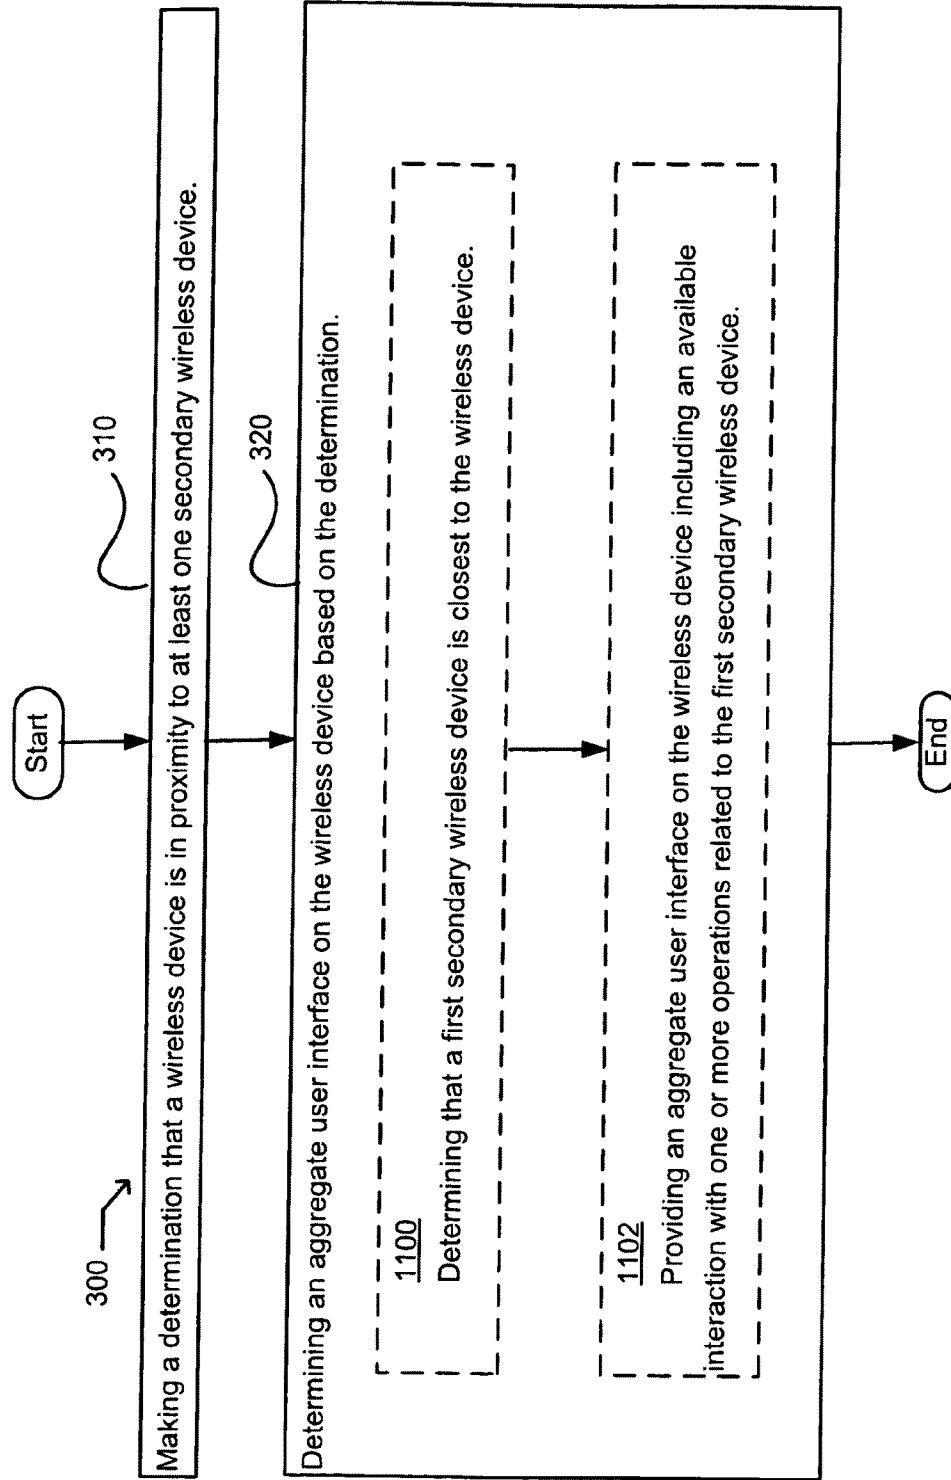 Start
300
310
Making a determination that a wireless device is in proximity to at least one secondary wireless device.
320
Determining an aggregate user interface on the wireless device based on the determination.
1100
Determining that a first secondary wireless device is closest to the wireless device.
1102
Providing an aggregate user interface on the wireless device including an available
interaction with one or more operations related to the first secondary wireless device.
End